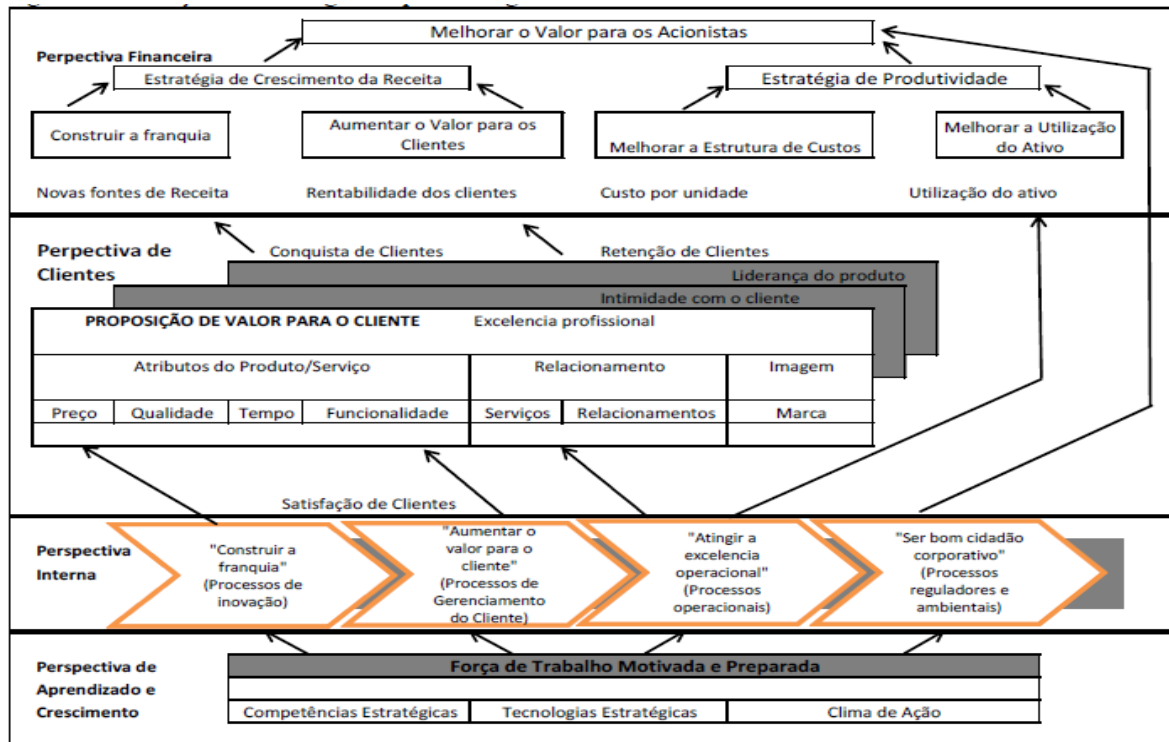 Melhorar o Valor para os Acionistas
Perpectiva Financeira
Estratégia de Crescimento da Receita
Estratégia de Produtividade
Construir a franquia
Aumentar o Valor para os
Clientes
Melhorar a Estrutura de Custos
Melhorar a Utilização
do Ativo
Novas fontes de Receita
Rentabilidade dos clientes
Custo por unidade
Utilização do ativo
Perpectiva de
Clientes
Conquista de Clientes
Retenção de Clientes
Liderança do produto
Intimidade com o cliente
PROPOSIÇÃO DE VALOR PARA O CLIENTE
Excelencia profissional
Atributos do Produto/Serviço
Relacionamento
Imagem
Preço
Qualidade
Tempo
Funcionalidade
Serviços
Relacionamentos
Marca
Satisfação de Clientes
Perspectiva
Interna
"Construir a
franquia"
(Processos de
inovação)
"Aumentar o
valor para o
cliente"
(Processos de
Gerenciamento
do Cliente)
"Atingir a
excelencia
operacional"
(Processos
operacionais)
"Ser bom cidadão
corporativo"
(Processos
reguladores e
ambientais)
Perspectiva de
Aprendizado e
Crescimento
Força de Trabalho Motivada e Preparada
Competências Estratégicas
Tecnologias Estratégicas
Clima de Ação